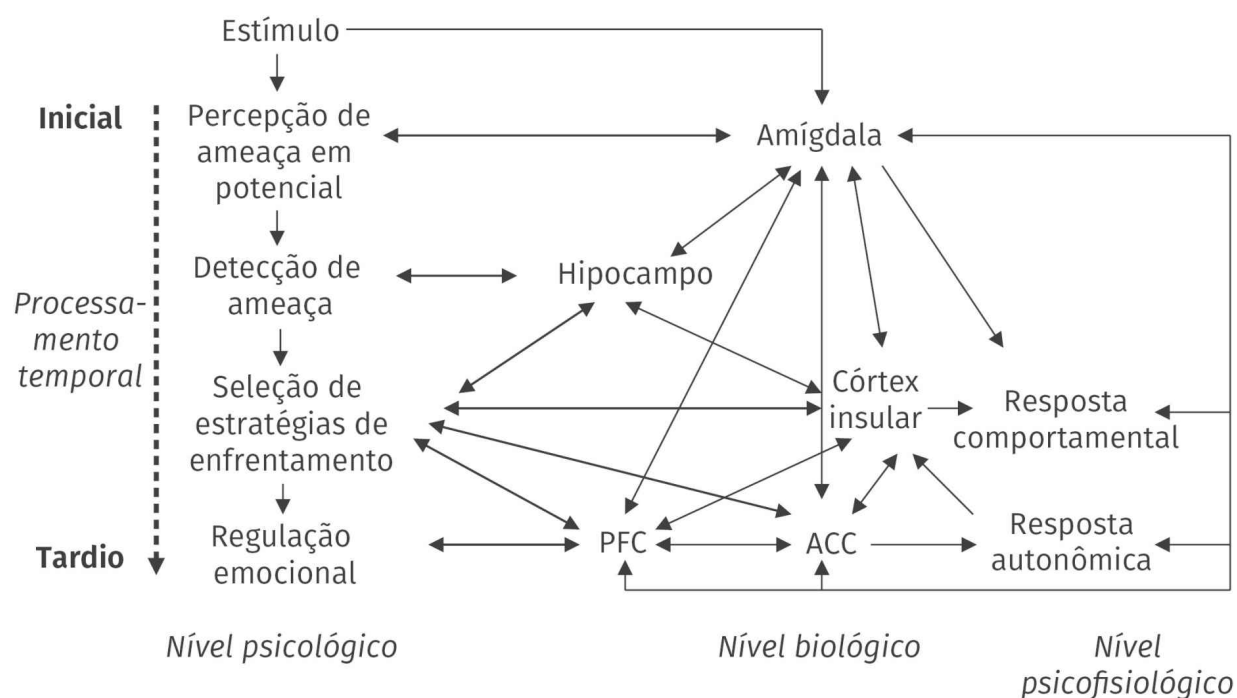 Estímulo
Inicial
Percepção de
ameaça em
potencial
Amígdala
Detecção de
ameaça
Hipocampo
Processa-
mento
temporal
Seleção de
estratégias de
enfrentamento
Córtex
insular
Resposta
comportamental
Tardio
Regulação
emocional
PFC
ACC
Resposta
autonômica
Nível psicológico
Nível biológico
Nível
psicofisiológico